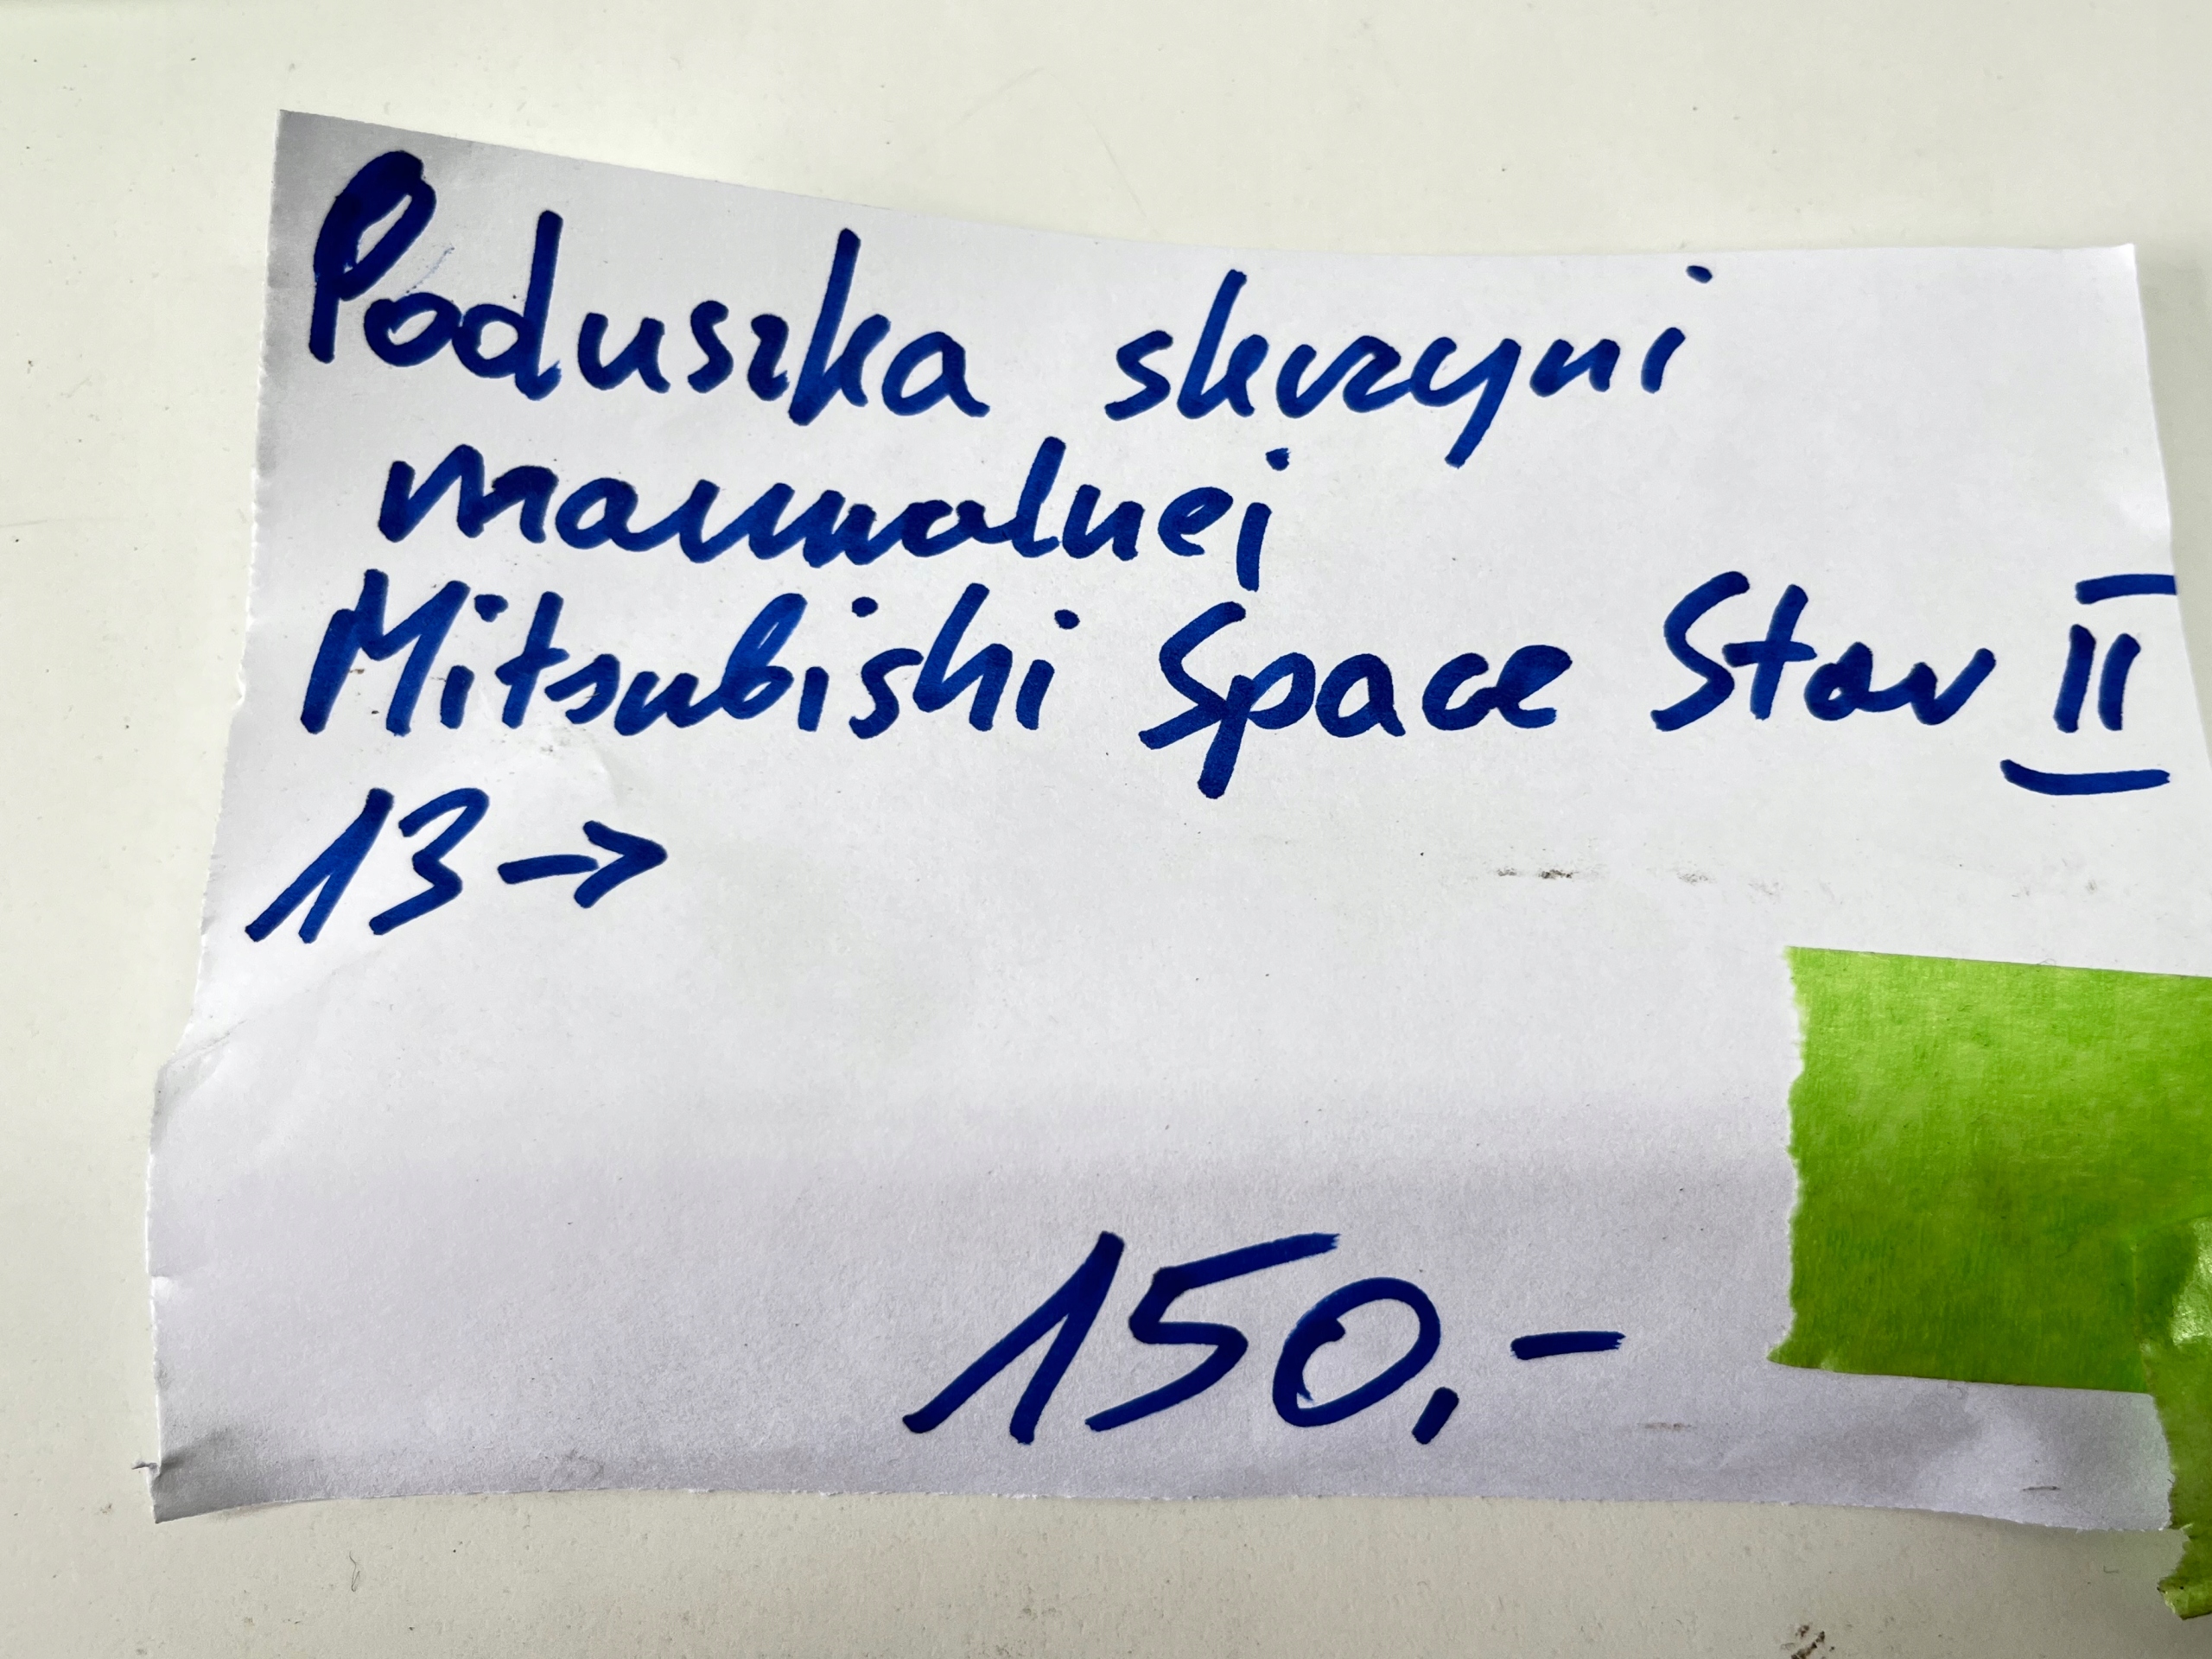 Poduszka skrzyni
manualnej
Mitsubishi Space Star II
13->
150.-